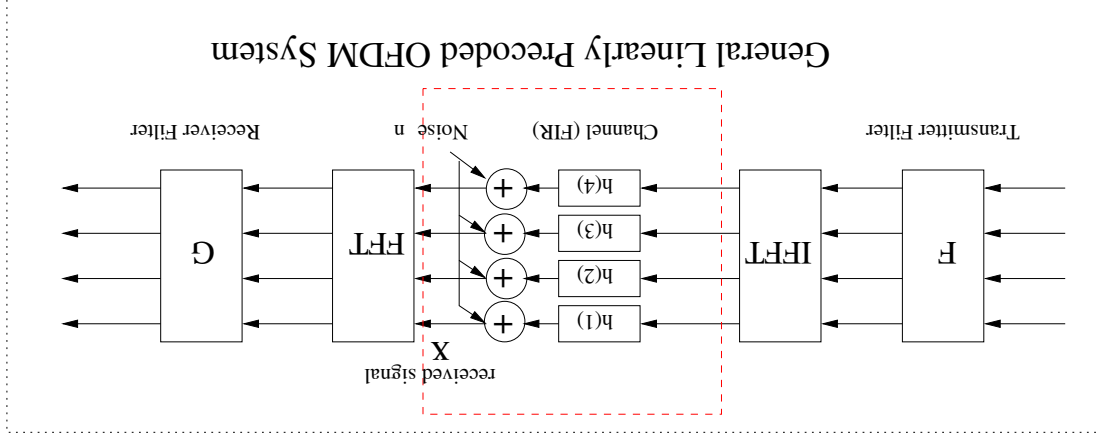 received signal
X
h(1)
+
h(2)
+
F
IFFT
FFT
G
h(3)
+
h(4)
+
Transmitter Filter
Channel (FIR)
Noise n
Receiver Filter
General Linearly Precoded OFDM System